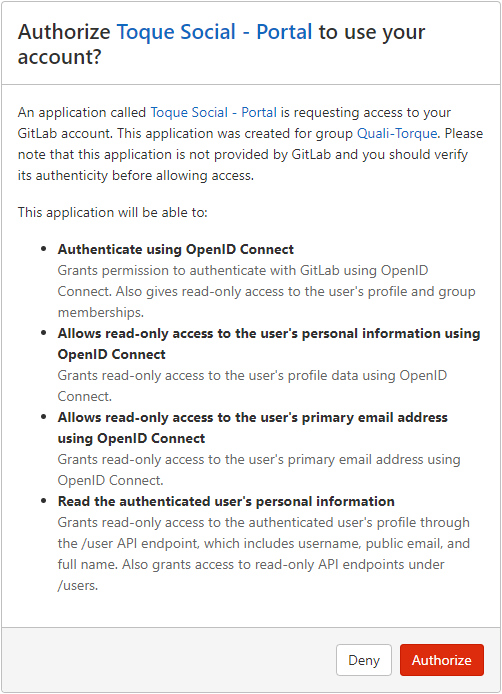 Authorize Toque Social - Portal to use your
account?
An application called Toque Social - Portal is requesting access to your
GitLab account. This application was created for group Quali-Torque. Please
note that this application is not provided by GitLab and you should verify
its authenticity before allowing access.
This application will be able to:
• Authenticate using OpenID Connect
Grants permission to authenticate with GitLab using OpenID
Connect. Also gives read-only access to the user's profile and group
memberships.
• Allows read-only access to the user's personal information using
OpenID Connect
Grants read-only access to the user's profile data using OpenID
Connect.
• Allows read-only access to the user's primary email address
using OpenID Connect
Grants read-only access to the user's primary email address using
OpenID Connect.
• Read the authenticated user's personal information
Grants read-only access to the authenticated user's profile through
the /user API endpoint, which includes username, public email, and
full name. Also grants access to read-only API endpoints under
/users.
Deny
Authorize